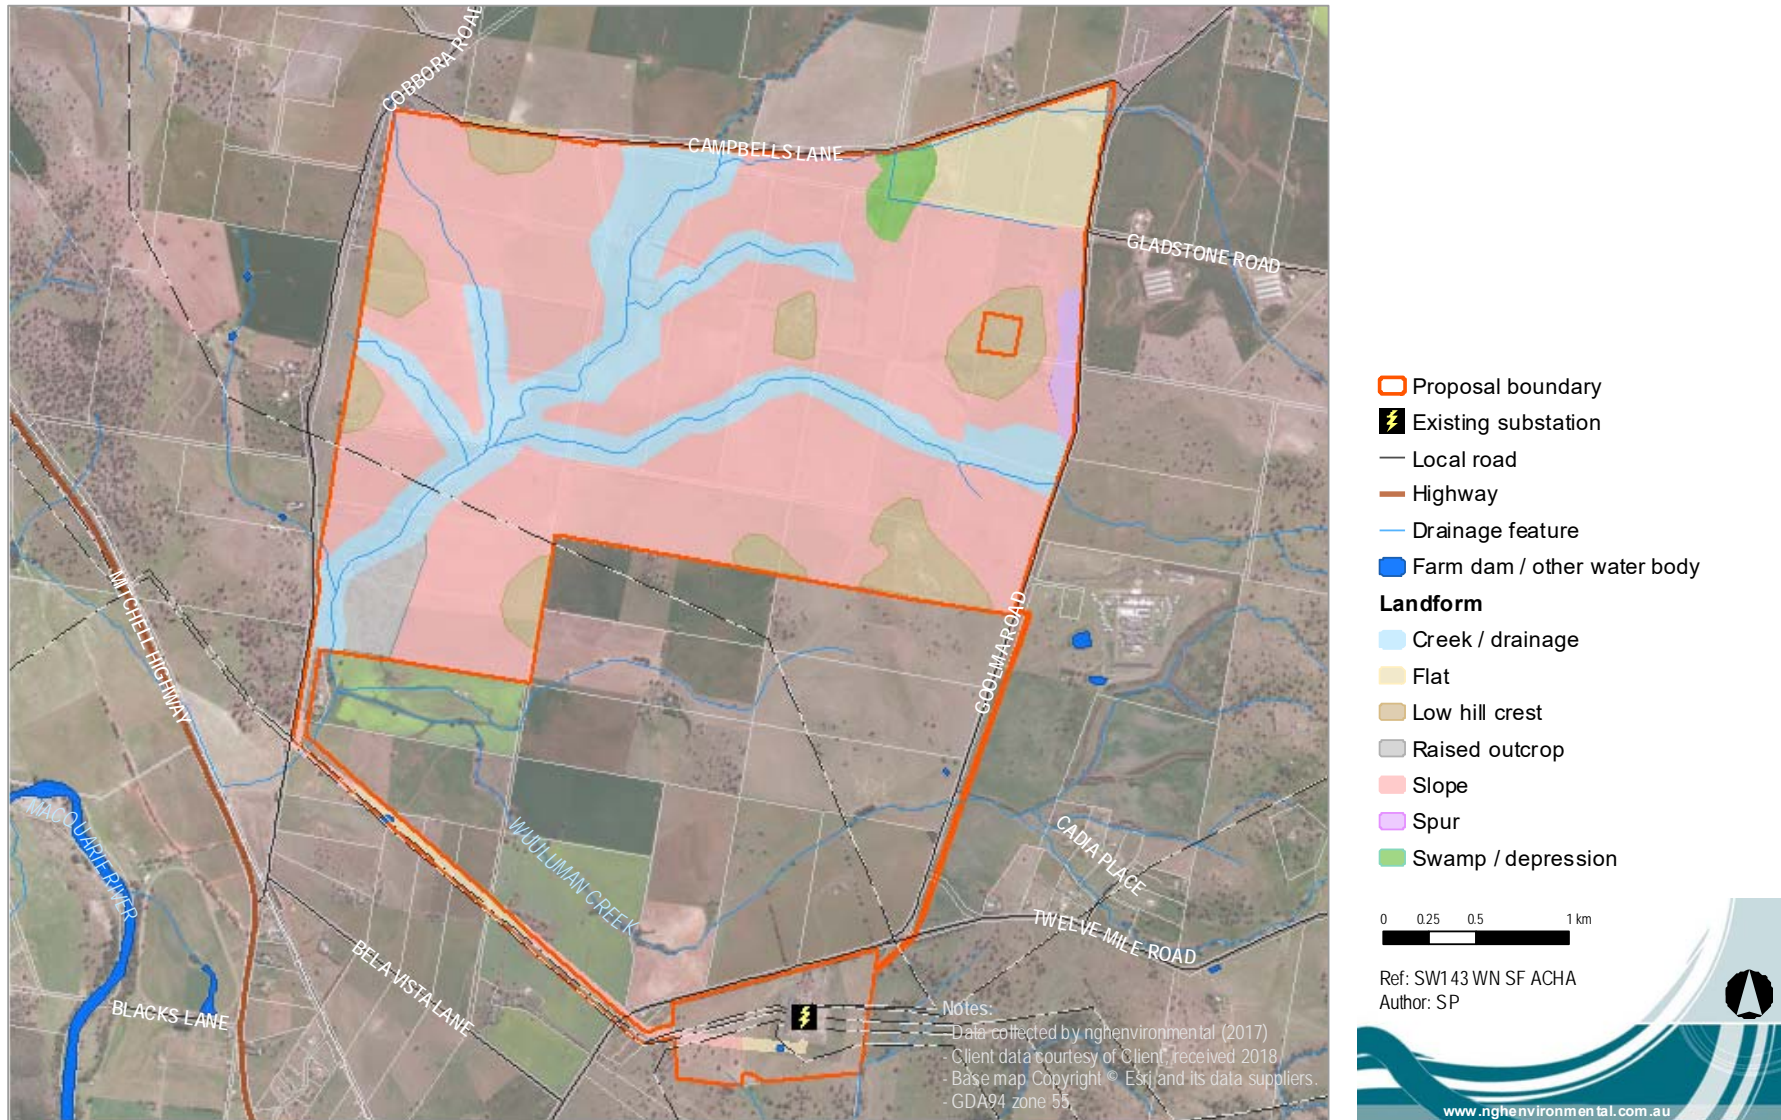 COBBORA ROAD
CAMPBELLS LANE
GLADSTONE ROAD
MITCHELL HIGHWAY
GOOLMA ROAD
MACQUARIE RIVER
WUULUMAN CREEK
CADIA PLACE
TWELVE MILE ROAD
BELA VISTA LANE
BLACKS LANE
Notes:
- Data collected by nghenvironmental (2017)
- Client data courtesy of Client, received 2018
- Base map Copyright © Esri and its data suppliers.
- GDA94 zone 55
Proposal boundary
Existing substation
Local road
Highway
Drainage feature
Farm dam / other water body
Landform
Creek / drainage
Flat
Low hill crest
Raised outcrop
Slope
Spur
Swamp / depression
0 0.25 0.5 1 km
Ref: SW143 WN SF ACHA
Author: SP
www.nghenvironmental.com.au